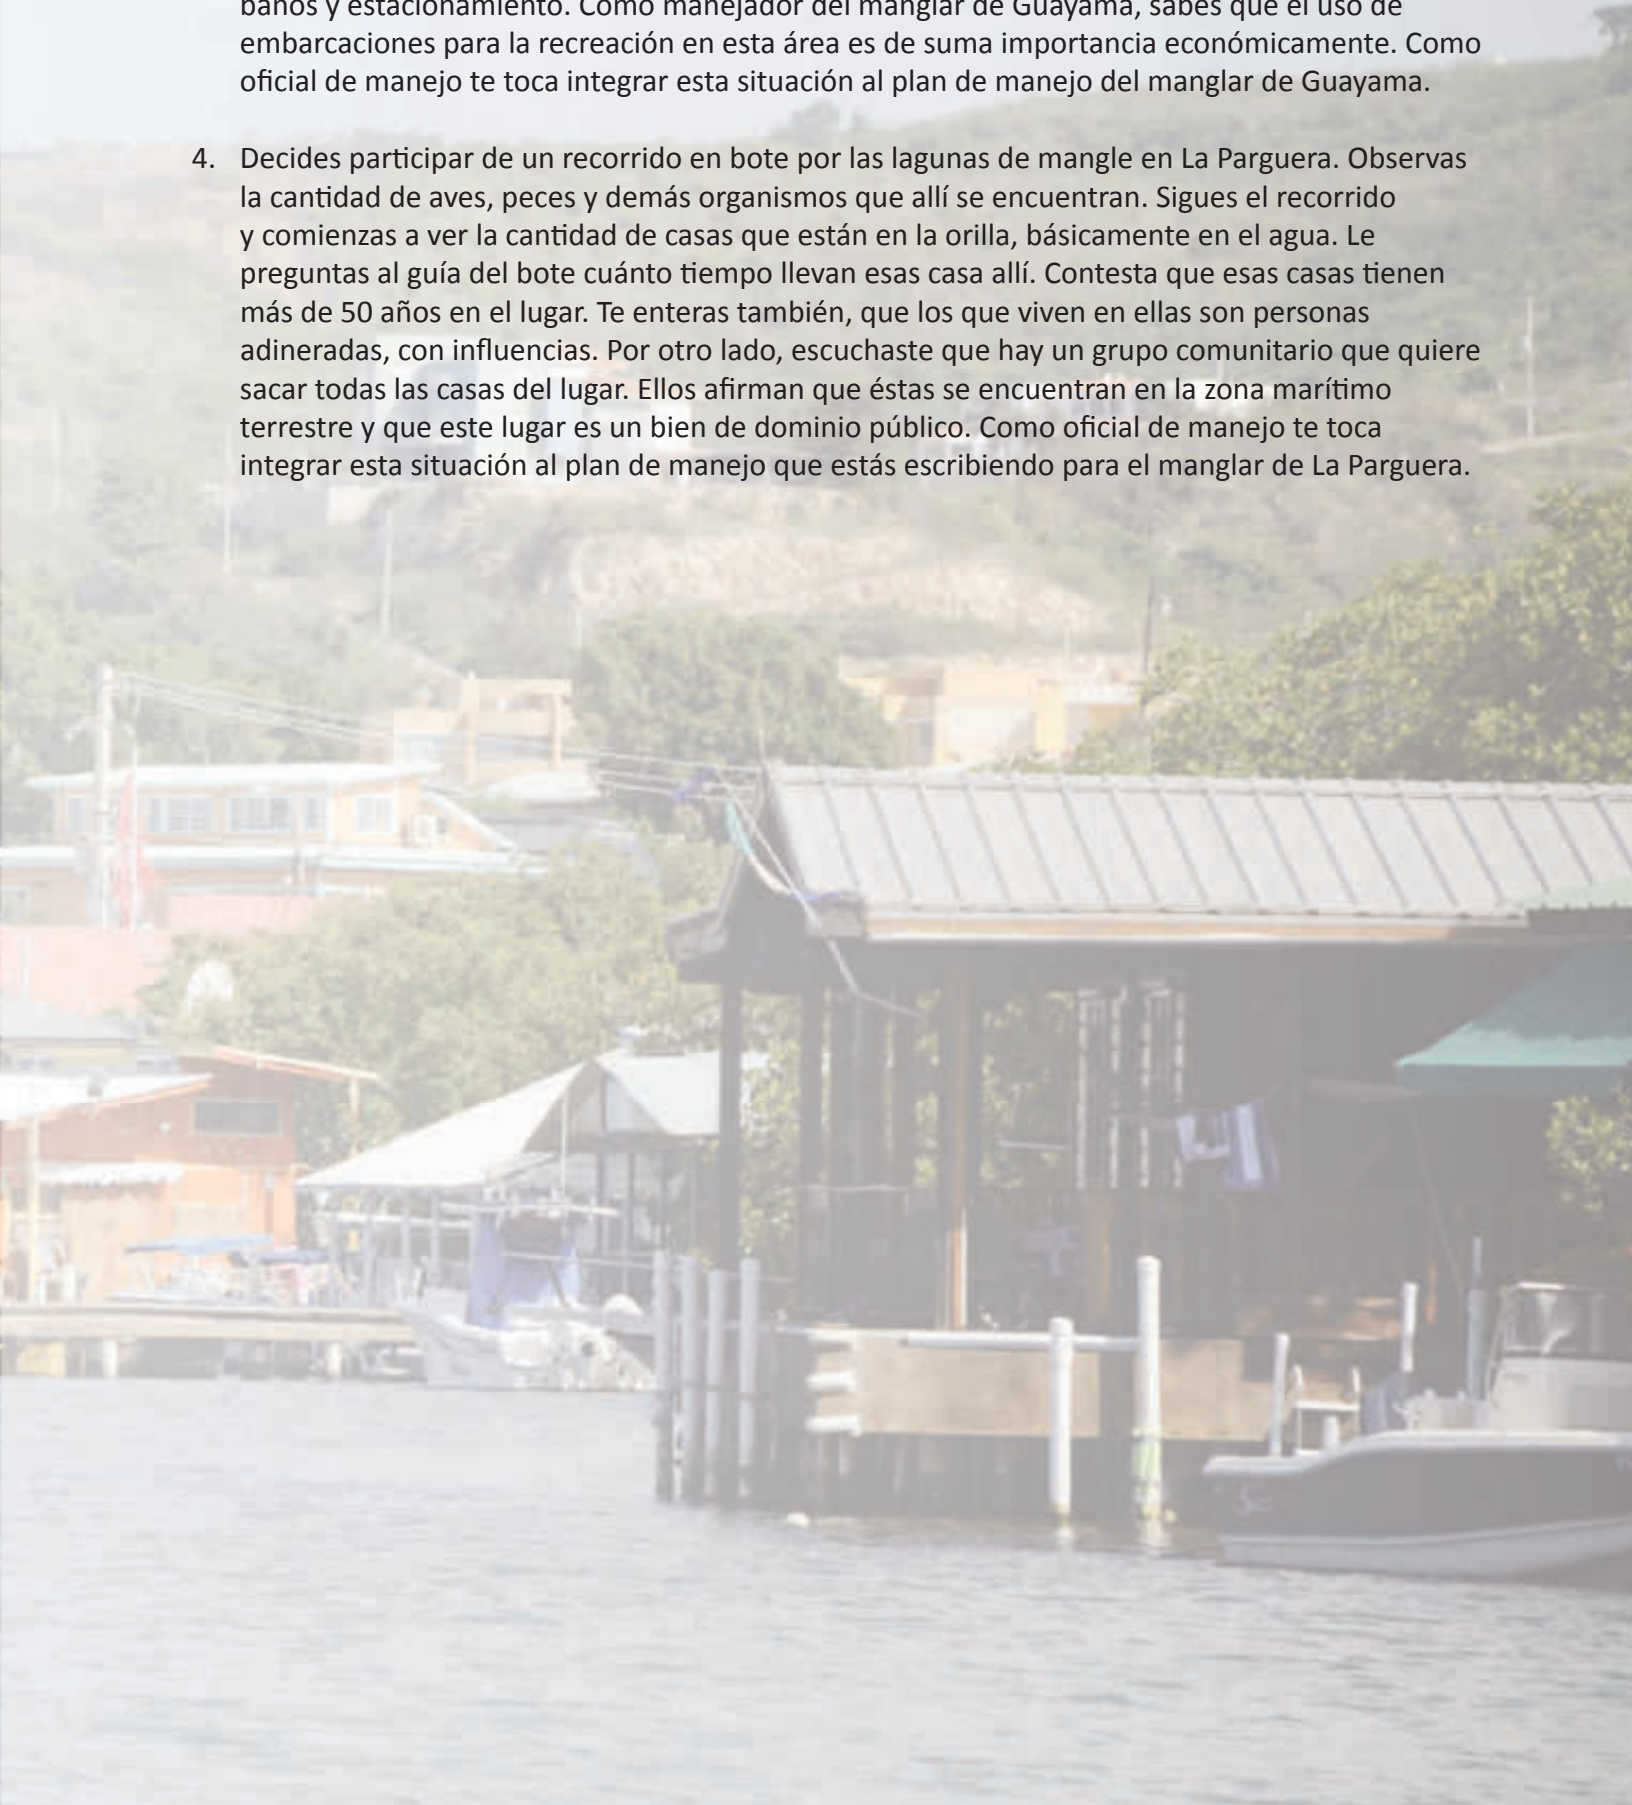 baños y estacionamiento. Como manejador del manglar de Guayama, sabes que el uso de
embarcaciones para la recreación en esta área es de suma importancia económicamente. Como
oficial de manejo te toca integrar esta situación al plan de manejo del manglar de Guayama.
4. Decides participar de un recorrido en bote por las lagunas de mangle en La Parguera. Observas
la cantidad de aves, peces y demás organismos que allí se encuentran. Sigues el recorrido
y comienzas a ver la cantidad de casas que están en la orilla, básicamente en el agua. Le
preguntas al guía del bote cuánto tiempo llevan esas casa allí. Contesta que esas casas tienen
más de 50 años en el lugar. Te enteras también, que los que viven en ellas son personas
adineradas, con influencias. Por otro lado, escuchaste que hay un grupo comunitario que quiere
sacar todas las casas del lugar. Ellos afirman que éstas se encuentran en la zona marítimo
terrestre y que este lugar es un bien de dominio público. Como oficial de manejo te toca
integrar esta situación al plan de manejo que estás escribiendo para el manglar de La Parguera.